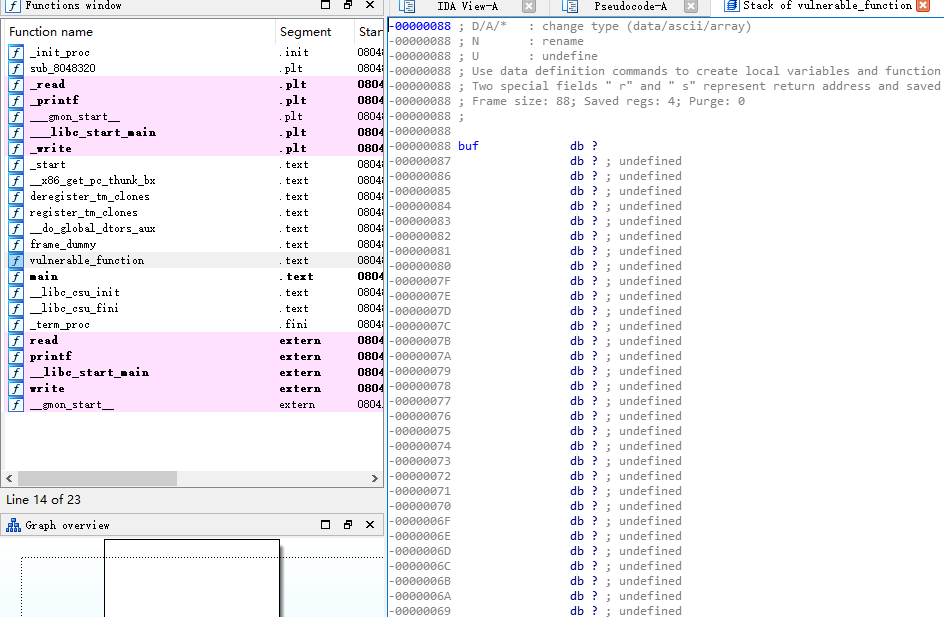 Functions window
Function name Segment Star
_init_proc .init 0804
sub_8048320 .plt 0804
_read .plt 0804
_printf .plt 0804
___gmon_start__ .plt 0804
___libc_start_main .plt 0804
_write .plt 0804
_start .text 0804
__x86_get_pc_thunk_bx .text 0804
deregister_tm_clones .text 0804
register_tm_clones .text 0804
__do_global_dtors_aux .text 0804
frame_dummy .text 0804
vulnerable_function .text 0804
main .text 0804
__libc_csu_init .text 0804
__libc_csu_fini .text 0804
_term_proc .fini 0804
read extern 0804
printf extern 0804
__libc_start_main extern 0804
write extern 0804
__gmon_start__ extern 0804
Line 14 of 23
Graph overview
IDA View-A Pseudocode-A Stack of vulnerable_function
-00000088 ; D/A/* : change type (data/ascii/array)
-00000088 ; N : rename
-00000088 ; U : undefine
-00000088 ; Use data definition commands to create local variables and function
-00000088 ; Two special fields " r" and " s" represent return address and saved
-00000088 ; Frame size: 88; Saved regs: 4; Purge: 0
-00000088 ;
-00000088
-00000088 buf db ?
-00000087 db ? ; undefined
-00000086 db ? ; undefined
-00000085 db ? ; undefined
-00000084 db ? ; undefined
-00000083 db ? ; undefined
-00000082 db ? ; undefined
-00000081 db ? ; undefined
-00000080 db ? ; undefined
-0000007F db ? ; undefined
-0000007E db ? ; undefined
-0000007D db ? ; undefined
-0000007C db ? ; undefined
-0000007B db ? ; undefined
-0000007A db ? ; undefined
-00000079 db ? ; undefined
-00000078 db ? ; undefined
-00000077 db ? ; undefined
-00000076 db ? ; undefined
-00000075 db ? ; undefined
-00000074 db ? ; undefined
-00000073 db ? ; undefined
-00000072 db ? ; undefined
-00000071 db ? ; undefined
-00000070 db ? ; undefined
-0000006F db ? ; undefined
-0000006E db ? ; undefined
-0000006D db ? ; undefined
-0000006C db ? ; undefined
-0000006B db ? ; undefined
-0000006A db ? ; undefined
-00000069 db ? ; undefined